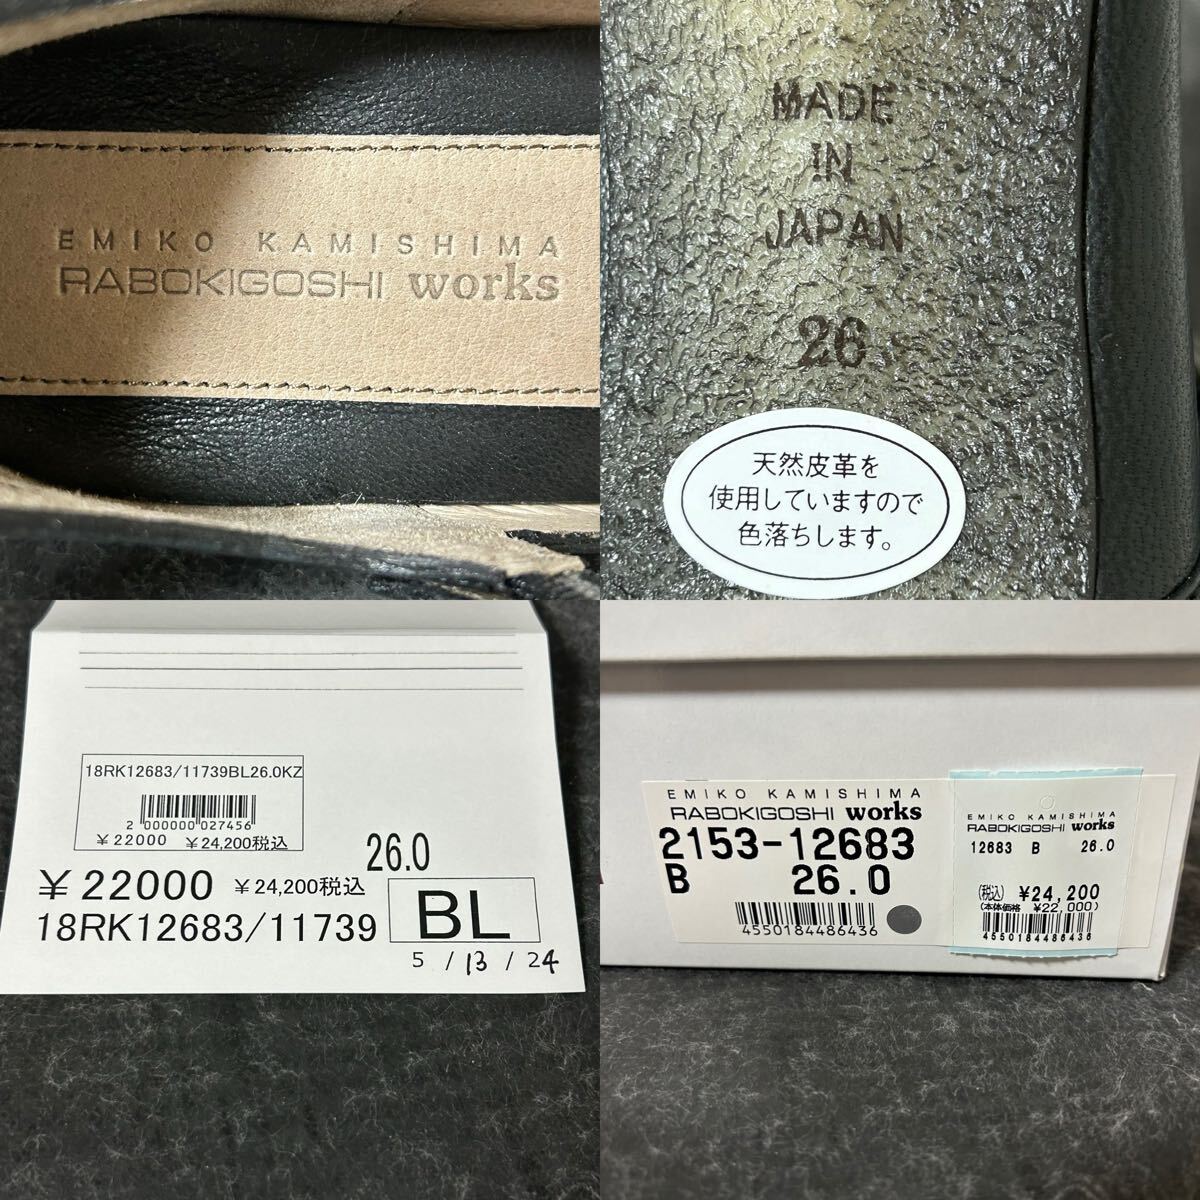 EMIKO KAMISHIMA
RABOKIGOSHI works
MADE
IN
JAPAN
26
天然皮革を
使用していますので
色落ちします。
18RK12683/11739BL26.0KZ
2 000000 027456
￥22000 ￥24,200税込
26.0
￥22000 ￥24,200税込
18RK12683/11739 BL
5 / 13 / 24
EMIKO KAMISHIMA
RABOKIGOSHI works
2153-12683
B 26.0
4550184486436
EMIKO KAMISHIMA
RABOKIGOSHI works
12683 B 26.0
(税込) ￥24,200
(本体価格 ￥22,000)
4550184486436